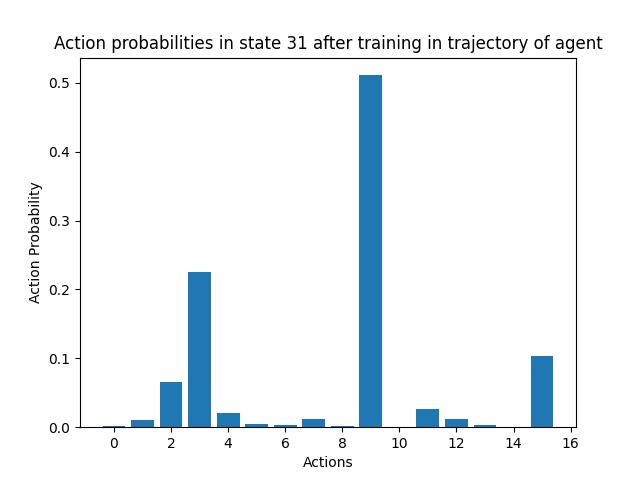 Action probabilities in state 31 after training in trajectory of agent
0.5
0.4
0.3
0.2
0.1
0.0
Action Probability
0 2 4 6 8 10 12 14 16
Actions